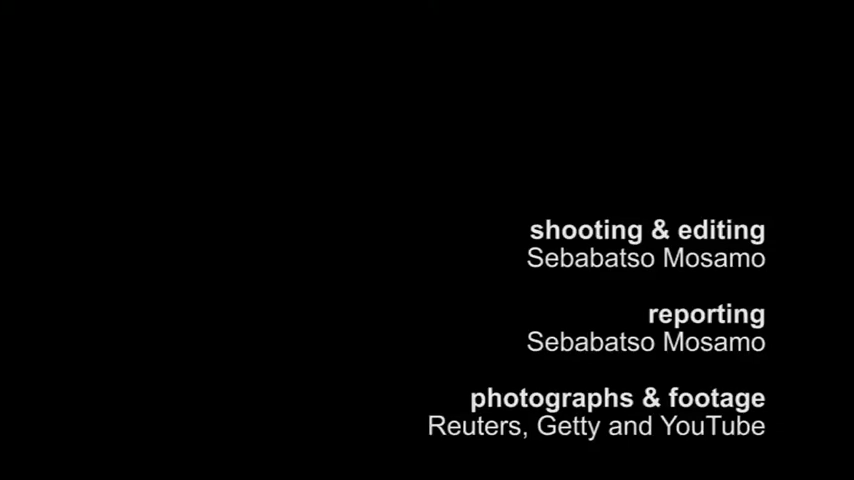 shooting & editing
Sebabatso Mosamo
reporting
Sebabatso Mosamo
photographs & footage
Reuters, Getty and YouTube